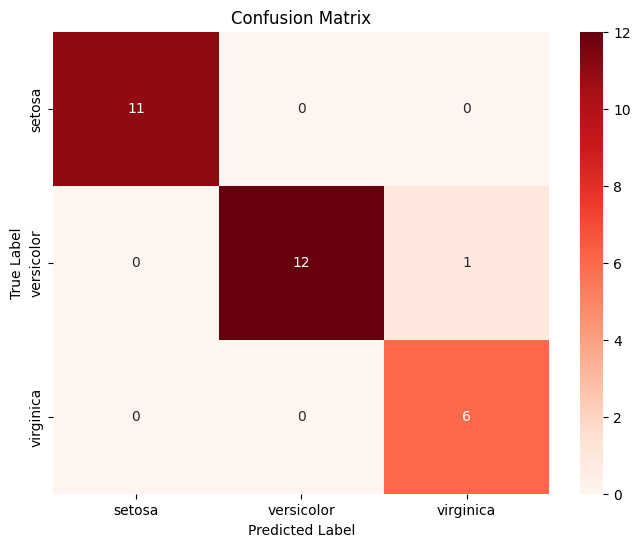 Confusion Matrix
True Label
setosa
versicolor
virginica
11 0 0
0 12 1
0 0 6
setosa versicolor virginica
Predicted Label
12
10
8
6
4
2
0